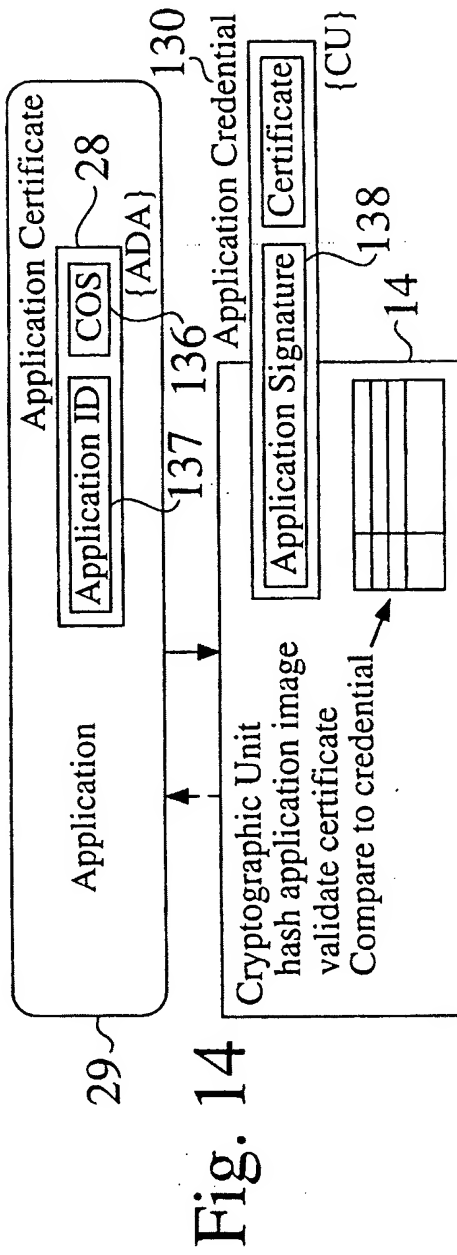 Application Certificate
28
Application
Application ID
COS
{ADA}
29
137
136
Application Credential
130
Application Signature
Certificate
{CU}
138
14
Cryptographic Unit
hash application image
validate certificate
Compare to credential
Fig. 14